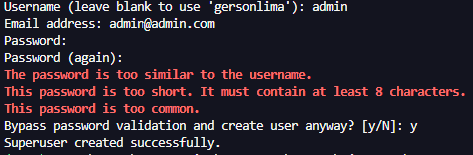 Username (leave blank to use 'gersonlima'): admin
Email address: admin@admin.com
Password:
Password (again):
The password is too similar to the username.
This password is too short. It must contain at least 8 characters.
This password is too common.
Bypass password validation and create user anyway? [y/N]: y
Superuser created successfully.